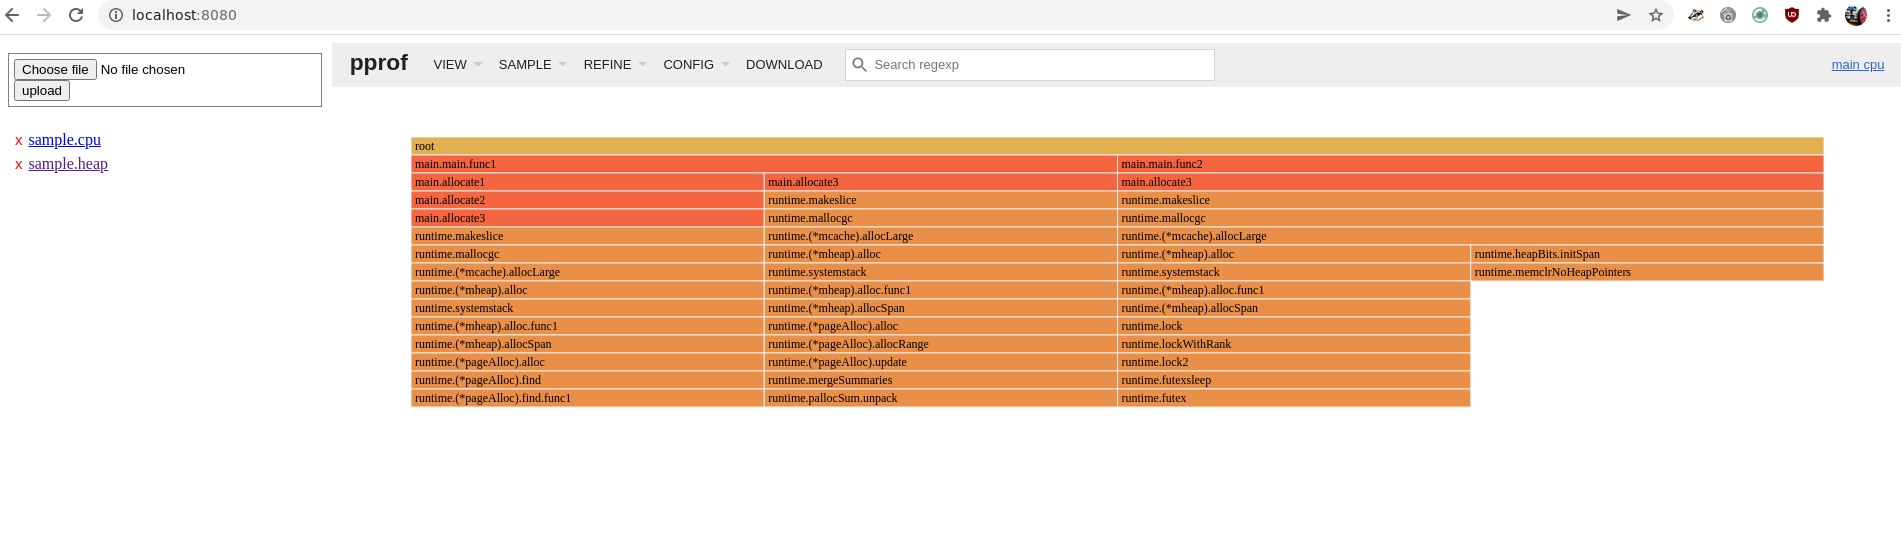 localhost:8080
Choose file No file chosen
upload
x sample.cpu
x sample.heap
pprof VIEW SAMPLE REFINE CONFIG DOWNLOAD Search regexp main cpu
root
main.main.func1 main.main.func2
main.allocate1 main.allocate3 main.allocate3
main.allocate2 runtime.makeslice runtime.makeslice
main.allocate3 runtime.mallocgc runtime.mallocgc
runtime.makeslice runtime.(*mcache).allocLarge runtime.(*mcache).allocLarge
runtime.mallocgc runtime.(*mheap).alloc runtime.(*mheap).alloc runtime.heapBits.initSpan
runtime.(*mcache).allocLarge runtime.systemstack runtime.systemstack runtime.memclrNoHeapPointers
runtime.(*mheap).alloc runtime.(*mheap).alloc.func1 runtime.(*mheap).alloc.func1
runtime.systemstack runtime.(*mheap).allocSpan runtime.(*mheap).allocSpan
runtime.(*mheap).alloc.func1 runtime.(*pageAlloc).alloc runtime.lock
runtime.(*mheap).allocSpan runtime.(*pageAlloc).allocRange runtime.lockWithRank
runtime.(*pageAlloc).alloc runtime.(*pageAlloc).update runtime.lock2
runtime.(*pageAlloc).find runtime.mergeSummaries runtime.futexsleep
runtime.(*pageAlloc).find.func1 runtime.pallocSum.unpack runtime.futex